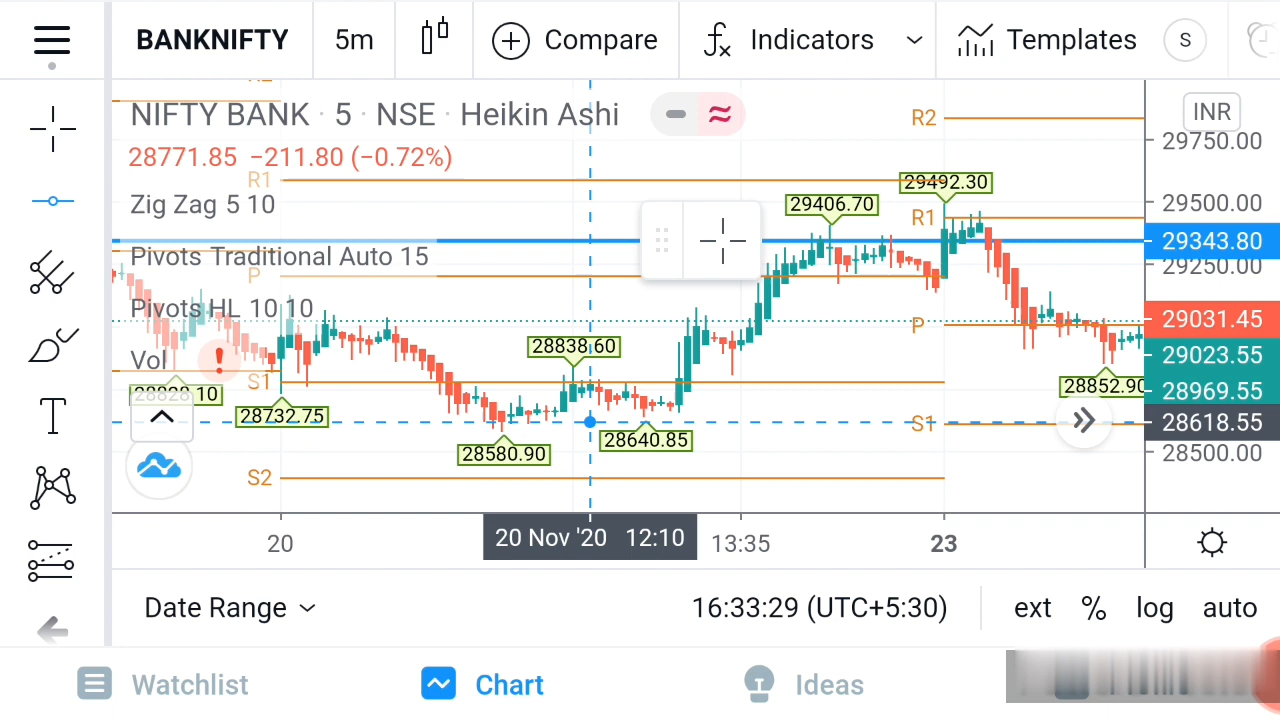 BANKNIFTY 5m Compare Indicators Templates S
NIFTY BANK · 5 · NSE · Heikin Ashi
28771.85 −211.80 (−0.72%)
Zig Zag 5 10
Pivots Traditional Auto 15
Pivots HL 10 10
Vol
R1
P
S1
S2
R2
R1
P
S1
28828.10
28732.75
28580.90
28838.60
28640.85
29406.70
29492.30
28852.90
INR
29750.00
29500.00
29343.80
29250.00
29031.45
29023.55
28969.55
28618.55
28500.00
20 20 Nov '20 12:10 13:35 23
Date Range 16:33:29 (UTC+5:30) ext % log auto
Watchlist Chart Ideas